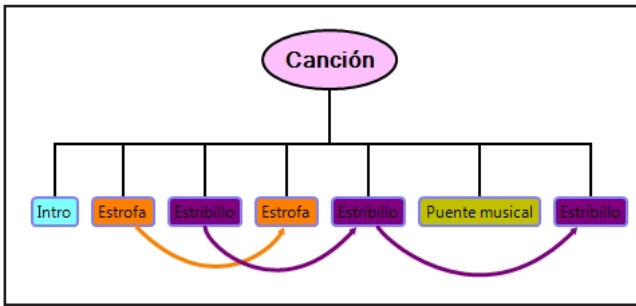 Canción
Intro
Estrofa
Estribillo
Estrofa
Estribillo
Puente musical
Estribillo